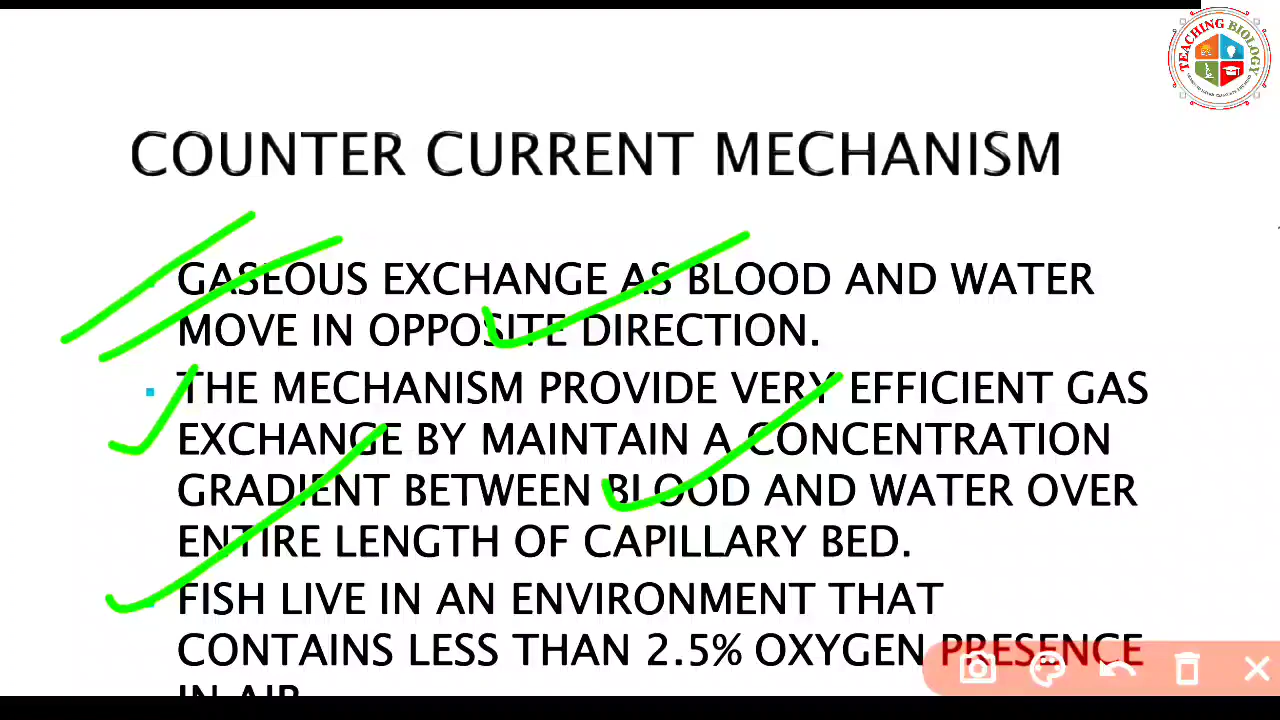 TEACHING BIOLOGY
COUNTER CURRENT MECHANISM
GASEOUS EXCHANGE AS BLOOD AND WATER
MOVE IN OPPOSITE DIRECTION.
THE MECHANISM PROVIDE VERY EFFICIENT GAS
EXCHANGE BY MAINTAIN A CONCENTRATION
GRADIENT BETWEEN BLOOD AND WATER OVER
ENTIRE LENGTH OF CAPILLARY BED.
FISH LIVE IN AN ENVIRONMENT THAT
CONTAINS LESS THAN 2.5% OXYGEN PRESENCE
IN AIR